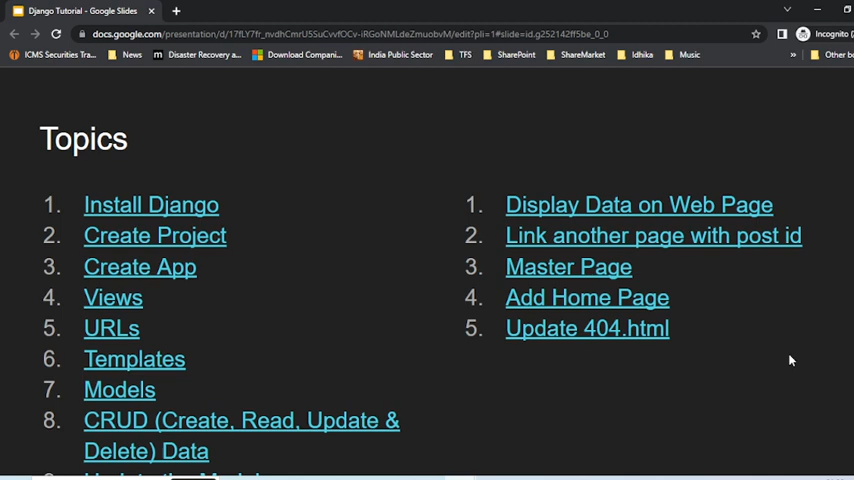 Django Tutorial - Google Slides
docs.google.com/presentation/d/17fLY7fr_nvdhCmrU5SuCvvfOCv-iRGoNMLdeZmuobvM/edit?pli=1#slide=id.g252142ff5be_0_0
Incognito
ICMS Securities Tra... News Disaster Recovery a... Download Compani... India Public Sector TFS SharePoint ShareMarket Idhika Music » Other bo
Topics
1. Install Django
2. Create Project
3. Create App
4. Views
5. URLs
6. Templates
7. Models
8. CRUD (Create, Read, Update &
Delete) Data
1. Display Data on Web Page
2. Link another page with post id
3. Master Page
4. Add Home Page
5. Update 404.html